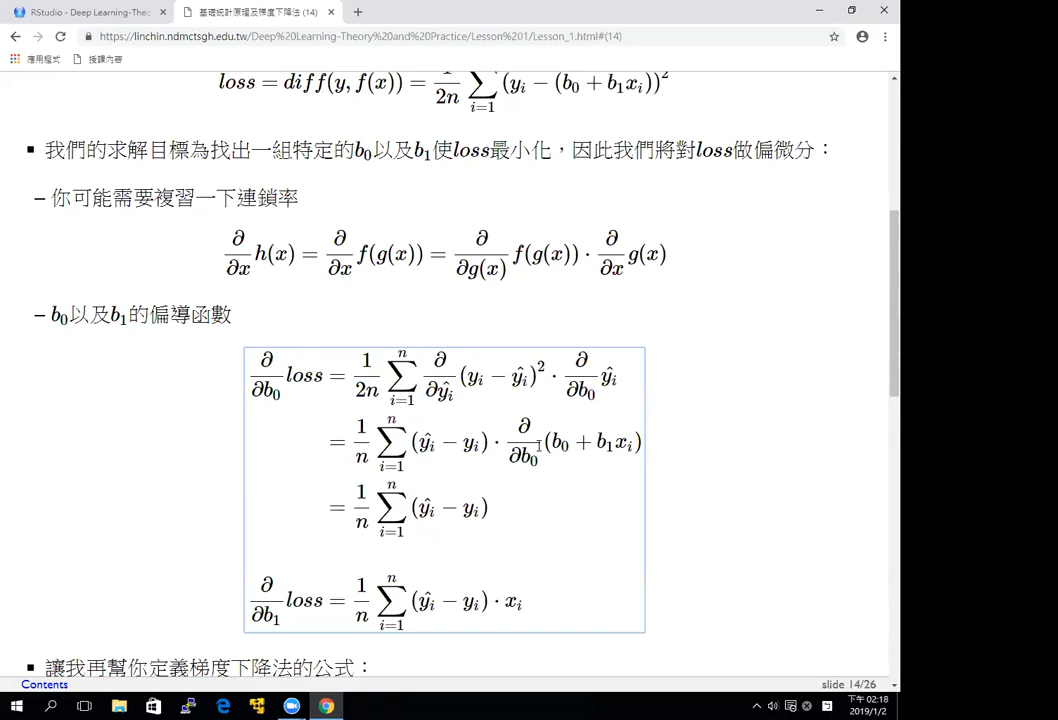 RStudio - Deep Learning-Theo
基礎統計原理及梯度下降法 (14)
https://linchin.ndmctsgh.edu.tw/Deep%20Learning-Theory%20and%20Practice/Lesson%201/Lesson_1.html#(14)
應用程式 授課內容
loss = diff(y, f(x)) = 1/2n ∑_{i=1} (y_i − (b_0 + b_1x_i))^2
▪ 我們的求解目標為找出一組特定的b_0以及b_1使loss最小化，因此我們將對loss做偏微分：
– 你可能需要複習一下連鎖率
∂/∂x h(x) = ∂/∂x f(g(x)) = ∂/∂g(x) f(g(x)) · ∂/∂x g(x)
– b_0以及b_1的偏導函數
∂/∂b_0 loss = 1/2n ∑_{i=1}^{n} ∂/∂ŷ_i (y_i − ŷ_i)^2 · ∂/∂b_0 ŷ_i
= 1/n ∑_{i=1}^{n} (ŷ_i − y_i) · ∂/∂b_0 (b_0 + b_1x_i)
= 1/n ∑_{i=1}^{n} (ŷ_i − y_i)
∂/∂b_1 loss = 1/n ∑_{i=1}^{n} (ŷ_i − y_i) · x_i
▪ 讓我再幫你定義梯度下降法的公式：
Contents slide 14/26
下午 02:18
2019/1/2